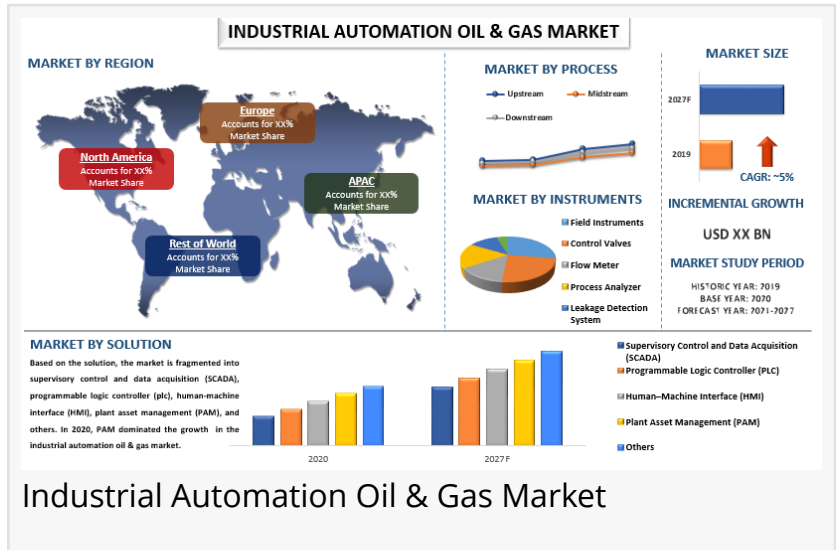 INDUSTRIAL AUTOMATION OIL & GAS MARKET
MARKET BY REGION
Europe
Accounts for XX%
Market Share
North America
Accounts for XX%
Market Share
APAC
Accounts for XX%
Market Share
Rest of World
Accounts for XX%
Market Share
MARKET BY PROCESS
Upstream
Midstream
Downstream
MARKET BY INSTRUMENTS
Field Instruments
Control Valves
Flow Meter
Process Analyzer
Leakage Detection
System
MARKET SIZE
2027F
2019
CAGR: ~5%
INCREMENTAL GROWTH
USD XX BN
MARKET STUDY PERIOD
HISTORIC YEAR: 2019
BASE YEAR: 2020
FORECAST YEAR: 2021-2027
MARKET BY SOLUTION
Based on the solution, the market is fragmented into
supervisory control and data acquisition (SCADA),
programmable logic controller (plc), human-machine
interface (HMI), plant asset management (PAM), and
others. In 2020, PAM dominated the growth in the
industrial automation oil & gas market.
2020
2027F
Supervisory Control and Data Acquisition
(SCADA)
Programmable Logic Controller (PLC)
Human–Machine Interface (HMI)
Plant Asset Management (PAM)
Others
Industrial Automation Oil & Gas Market